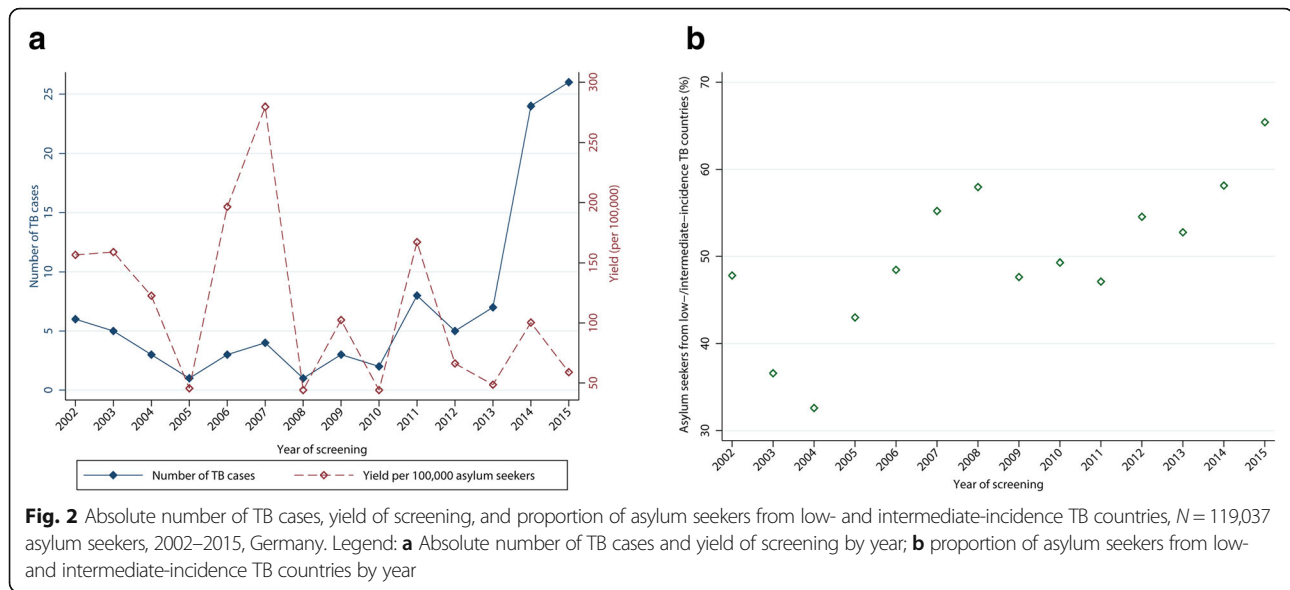 a
Number of TB cases
25
20
15
10
5
0
300
250
200
150
100
50
Yield (per 100,000)
2002 2003 2004 2005 2006 2007 2008 2009 2010 2011 2012 2013 2014 2015
Year of screening
Number of TB cases Yield per 100,000 asylum seekers
b
Asylum seekers from low−/intermediate−incidence TB countries (%)
70
60
50
40
30
2002 2003 2004 2005 2006 2007 2008 2009 2010 2011 2012 2013 2014 2015
Year of screening
Fig. 2 Absolute number of TB cases, yield of screening, and proportion of asylum seekers from low- and intermediate-incidence TB countries, N = 119,037
asylum seekers, 2002–2015, Germany. Legend: a Absolute number of TB cases and yield of screening by year; b proportion of asylum seekers from low-
and intermediate-incidence TB countries by year